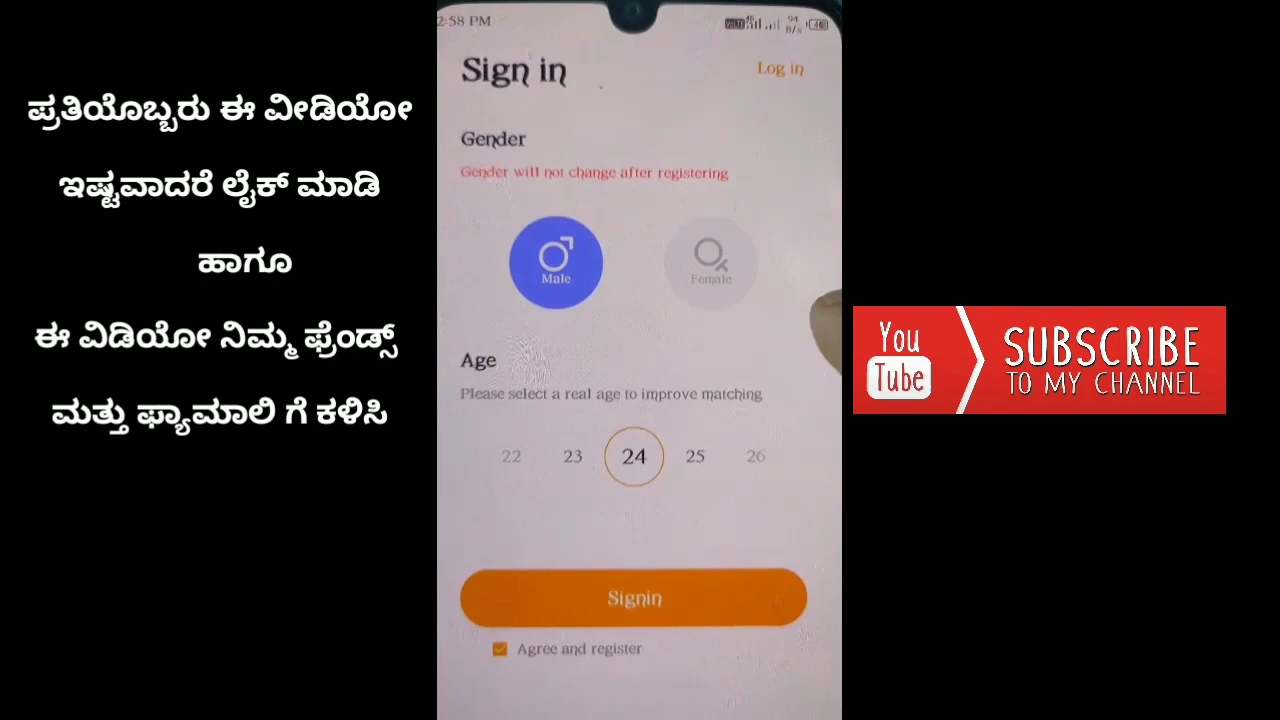 ಪ್ರತಿಯೊಬ್ಬರು ಈ ವೀಡಿಯೋ
ಇಷ್ಟವಾದರೆ ಲೈಕ್ ಮಾಡಿ
ಹಾಗೂ
ಈ ವಿಡಿಯೋ ನಿಮ್ಮ ಫ್ರೆಂಡ್ಸ್
ಮತ್ತು ಫ್ಯಾಮಾಲಿ ಗೆ ಕಳಿಸಿ
2:58 PM
Sign in
Log in
Gender
Gender will not change after registering
Male
Female
Age
Please select a real age to improve matching
22 23 24 25 26
Signin
Agree and register
You Tube
SUBSCRIBE
TO MY CHANNEL